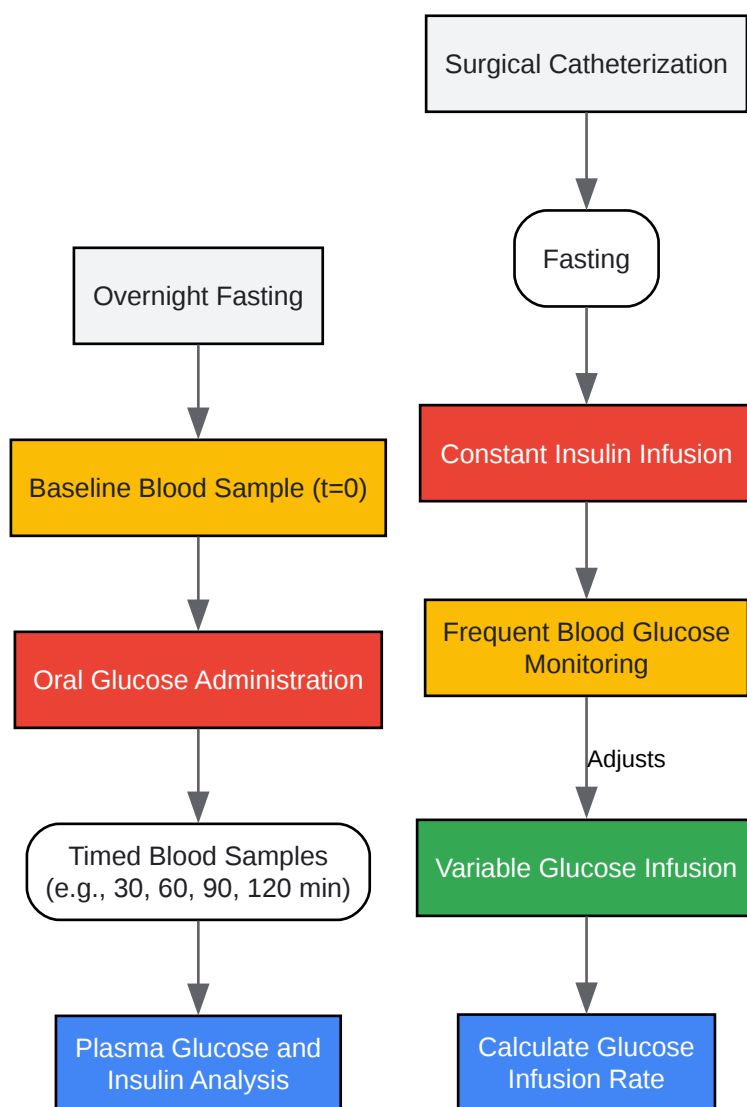 Overnight Fasting
Baseline Blood Sample (t=0)
Oral Glucose Administration
Timed Blood Samples
(e.g., 30, 60, 90, 120 min)
Plasma Glucose and
Insulin Analysis
Surgical Catheterization
Fasting
Constant Insulin Infusion
Frequent Blood Glucose
Monitoring
Adjusts
Variable Glucose Infusion
Calculate Glucose
Infusion Rate